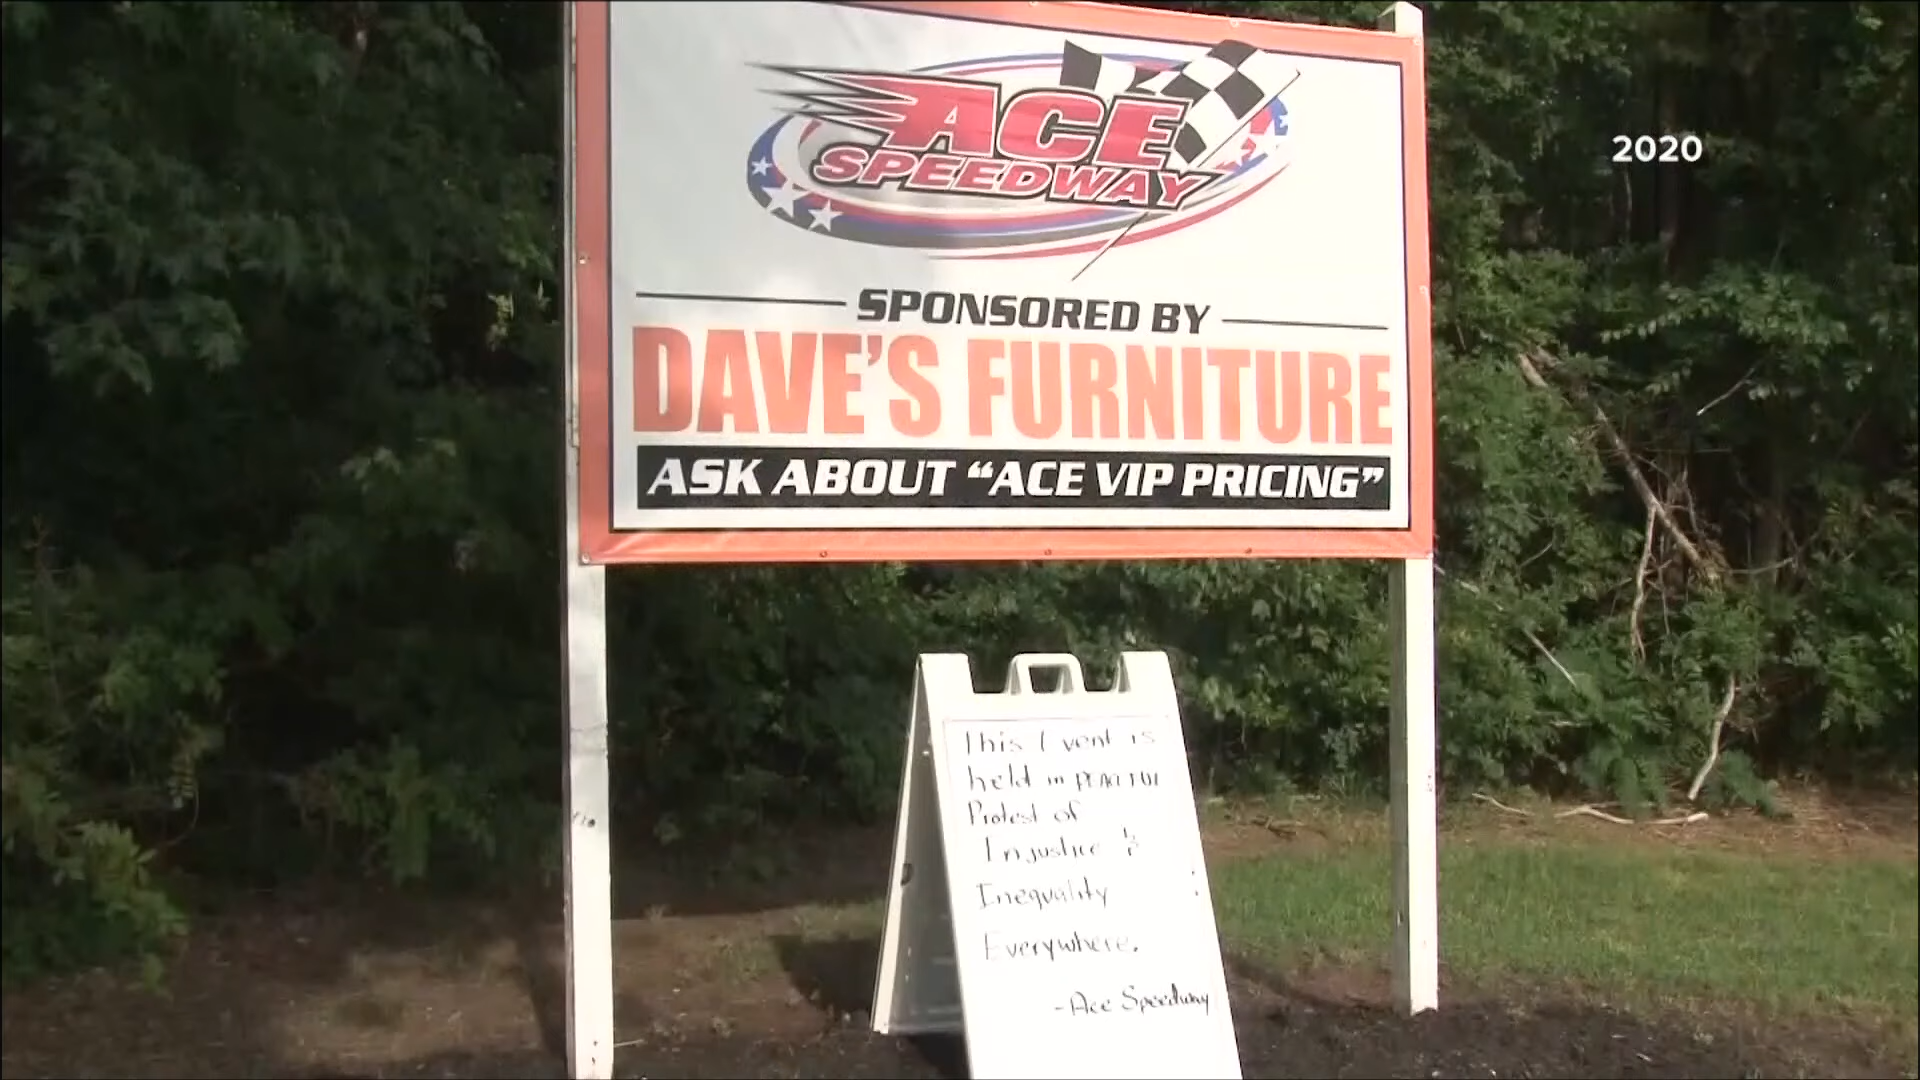 ACE
SPEEDWAY
2020
SPONSORED BY
DAVE'S FURNITURE
ASK ABOUT “ACE VIP PRICING”
This Event is
held in PEACEFUL
Protest of
Injustice &
Inequality
Everywhere.
-Ace Speedway